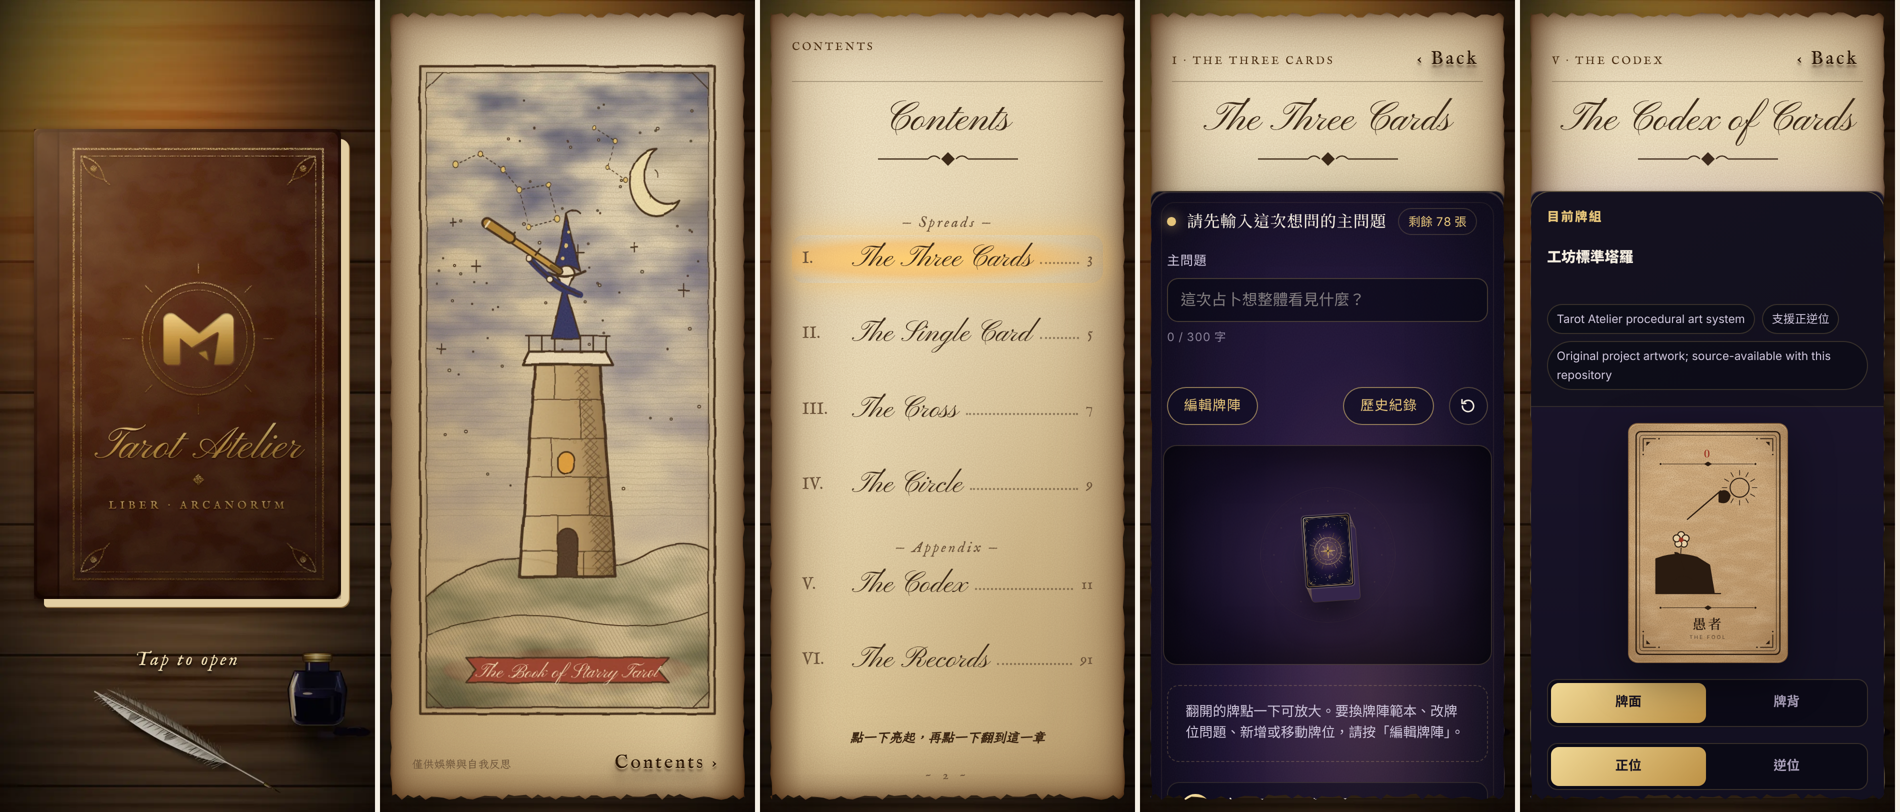 M
Tarot Atelier
LIBER · ARCANORUM
Tap to open
The Book of Starry Tarot
僅供娛樂與自我反思
Contents ›
CONTENTS
Contents
– Spreads –
I. The Three Cards ........ 3
II. The Single Card ........ 5
III. The Cross ........ 7
IV. The Circle ........ 9
– Appendix –
V. The Codex ........ 11
VI. The Records ........ 91
點一下亮起，再點一下翻到這一章
- 2 -
I · THE THREE CARDS
‹ Back
The Three Cards
請先輸入這次想問的主問題
剩餘 78 張
主問題
這次占卜想整體看見什麼？
0 / 300 字
編輯牌陣
歷史紀錄
翻開的牌點一下可放大。要換牌陣範本、改牌
位問題、新增或移動牌位，請按「編輯牌陣」。
V · THE CODEX
‹ Back
The Codex of Cards
目前牌組
工坊標準塔羅
Tarot Atelier procedural art system
支援正逆位
Original project artwork; source-available with this
repository
0
愚者
THE FOOL
牌面
牌背
正位
逆位